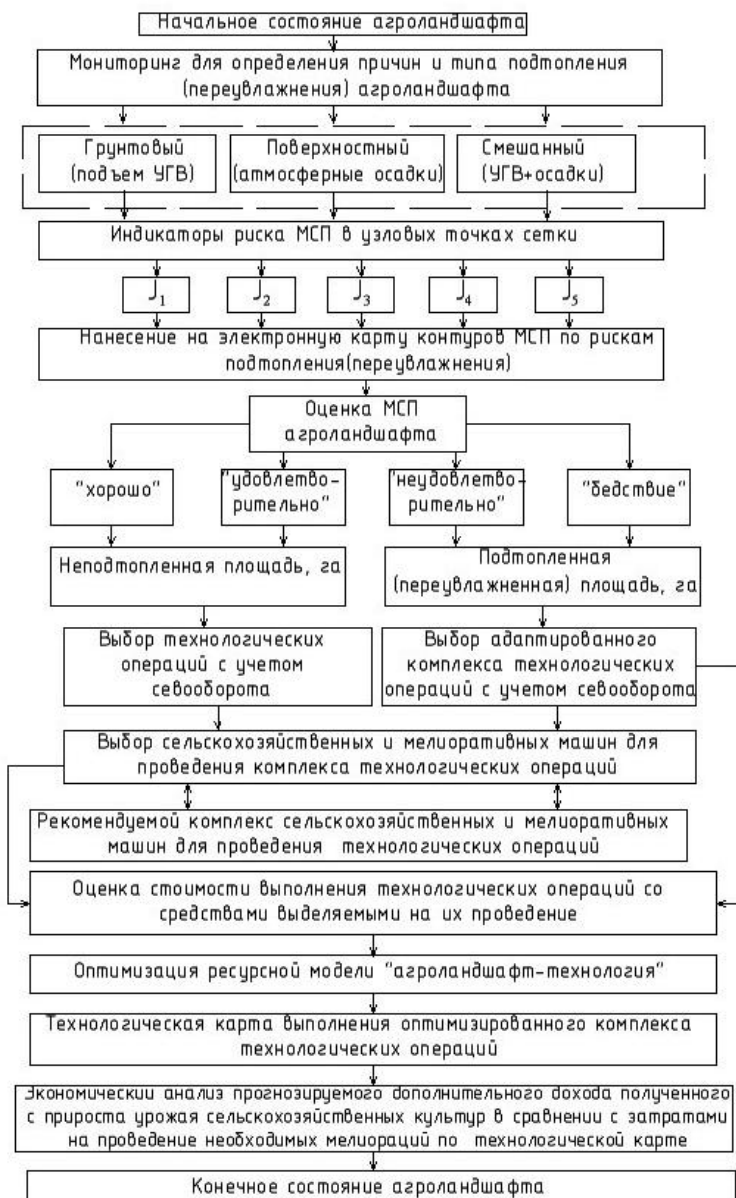 Начальное состояние агроландшафта
Мониторинг для определения причин и типа подтопления
(переувлажнения) агроландшафта
Грунтовый
(подъем УГВ)
Поверхностный
(атмосферные осадки)
Смешанный
(УГВ+осадки)
Индикаторы риска МСП в узловых точках сетки
J1
J2
J3
J4
J5
Нанесение на электронную карту контуров МСП по рискам
подтопления(переувлажнения)
Оценка МСП
агроландшафта
"хорошо"
"удовлетво-
рительно"
"неудовлетво-
рительно"
"бедствие"
Неподтопленная площадь, га
Подтопленная
(переувлажненная) площадь, га
Выбор технологических
операций с учетом
севооборота
Выбор адаптированного
комплекса технологических
операций с учетом севооборота
Выбор сельскохозяйственных и мелиоративных машин для
проведения комплекса технологических операций
Рекомендуемой комплекс сельскохозяйственных и мелиоративных
машин для проведения технологических операций
Оценка стоимости выполнения технологических операций со
средствами выделяемыми на их проведение
Оптимизация ресурсной модели "агроландшафт-технология"
Технологическая карта выполнения оптимизированного комплекса
технологических операций
Экономический анализ прогнозируемого дополнительного дохода полученного
с прироста урожая сельскохозяйственных культур в сравнении с затратами
на проведение необходимых мелиораций по технологической карте
Конечное состояние агроландшафта